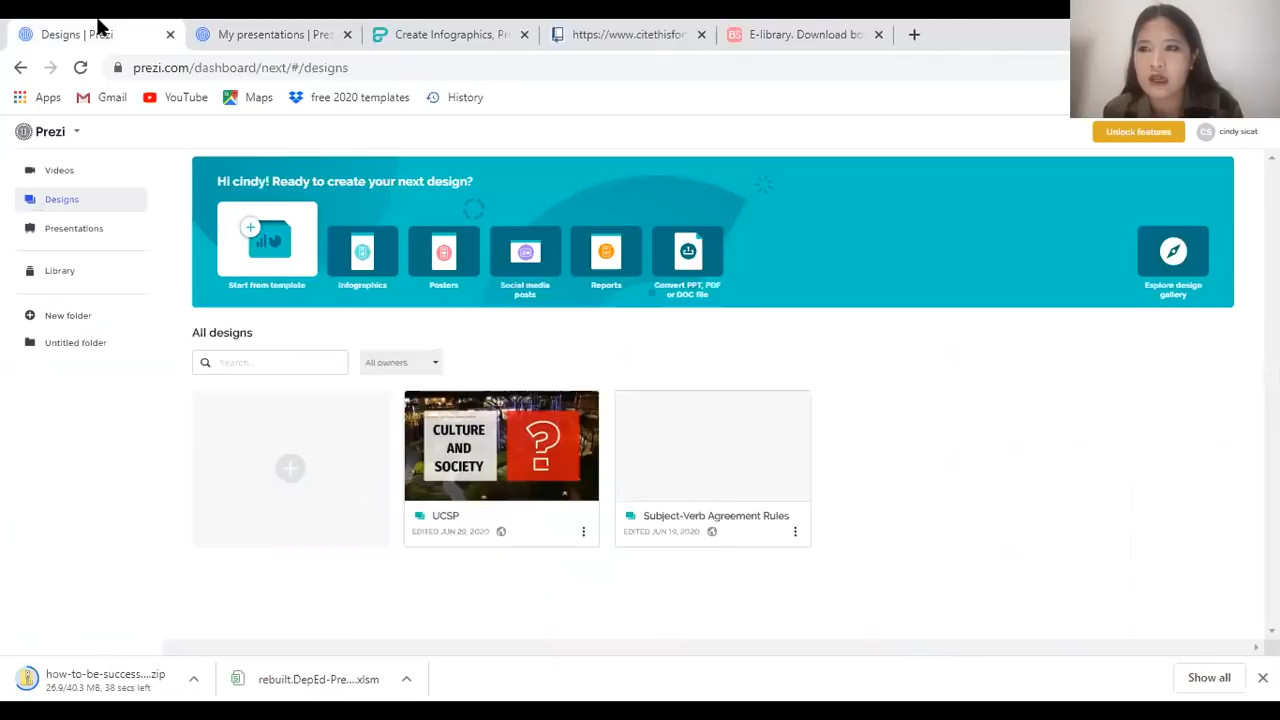 Designs | Prezi
My presentations | Prez
Create Infographics, Pr
https://www.citethisfor
E-library. Download bo
prezi.com/dashboard/next/#/designs
Apps
Gmail
YouTube
Maps
free 2020 templates
History
Prezi
Unlock features
CS
cindy sicat
Videos
Designs
Presentations
Library
New folder
Untitled folder
Hi cindy! Ready to create your next design?
Start from template
Infographics
Posters
Social media
posts
Reports
Convert PPT, PDF
or DOC file
Explore design
gallery
All designs
Search...
All owners
CULTURE
AND
SOCIETY
?
UCSP
EDITED JUN 29, 2020
Subject-Verb Agreement Rules
EDITED JUN 19, 2020
how-to-be-success....zip
26.9/40.3 MB, 38 secs left
rebuilt.DepEd-Pre....xlsm
Show all